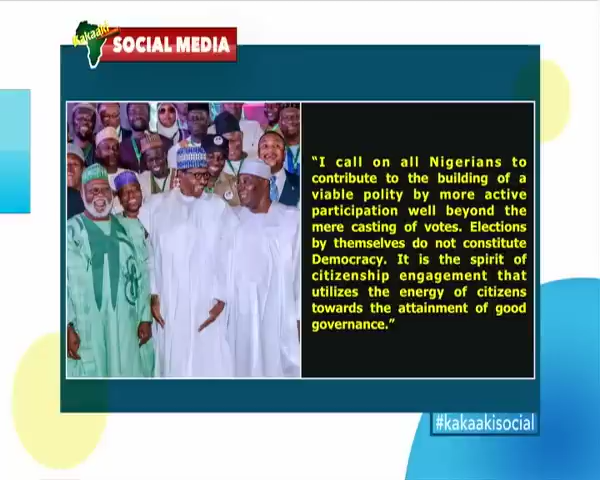 Kakaaki
SOCIAL MEDIA
“I call on all Nigerians to
contribute to the building of a
viable polity by more active
participation well beyond the
mere casting of votes. Elections
by themselves do not constitute
Democracy. It is the spirit of
citizenship engagement that
utilizes the energy of citizens
towards the attainment of good
governance.”
#kakaakisocial